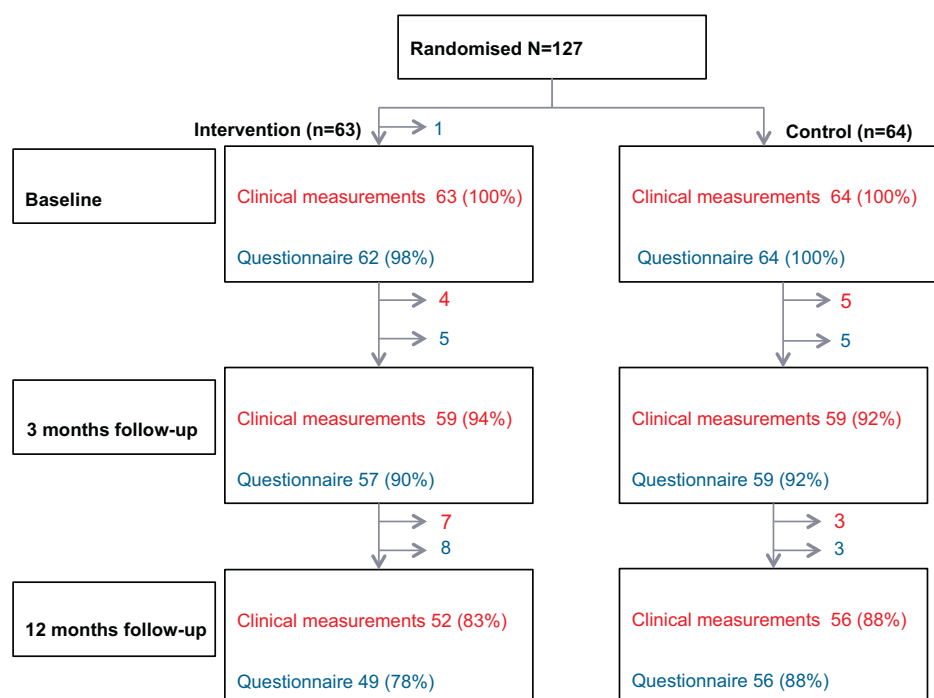 Randomised N=127
Intervention (n=63)
1
Control (n=64)
Baseline
Clinical measurements 63 (100%)
Questionnaire 62 (98%)
Clinical measurements 64 (100%)
Questionnaire 64 (100%)
4
5
5
5
3 months follow-up
Clinical measurements 59 (94%)
Questionnaire 57 (90%)
Clinical measurements 59 (92%)
Questionnaire 59 (92%)
7
8
3
3
12 months follow-up
Clinical measurements 52 (83%)
Questionnaire 49 (78%)
Clinical measurements 56 (88%)
Questionnaire 56 (88%)